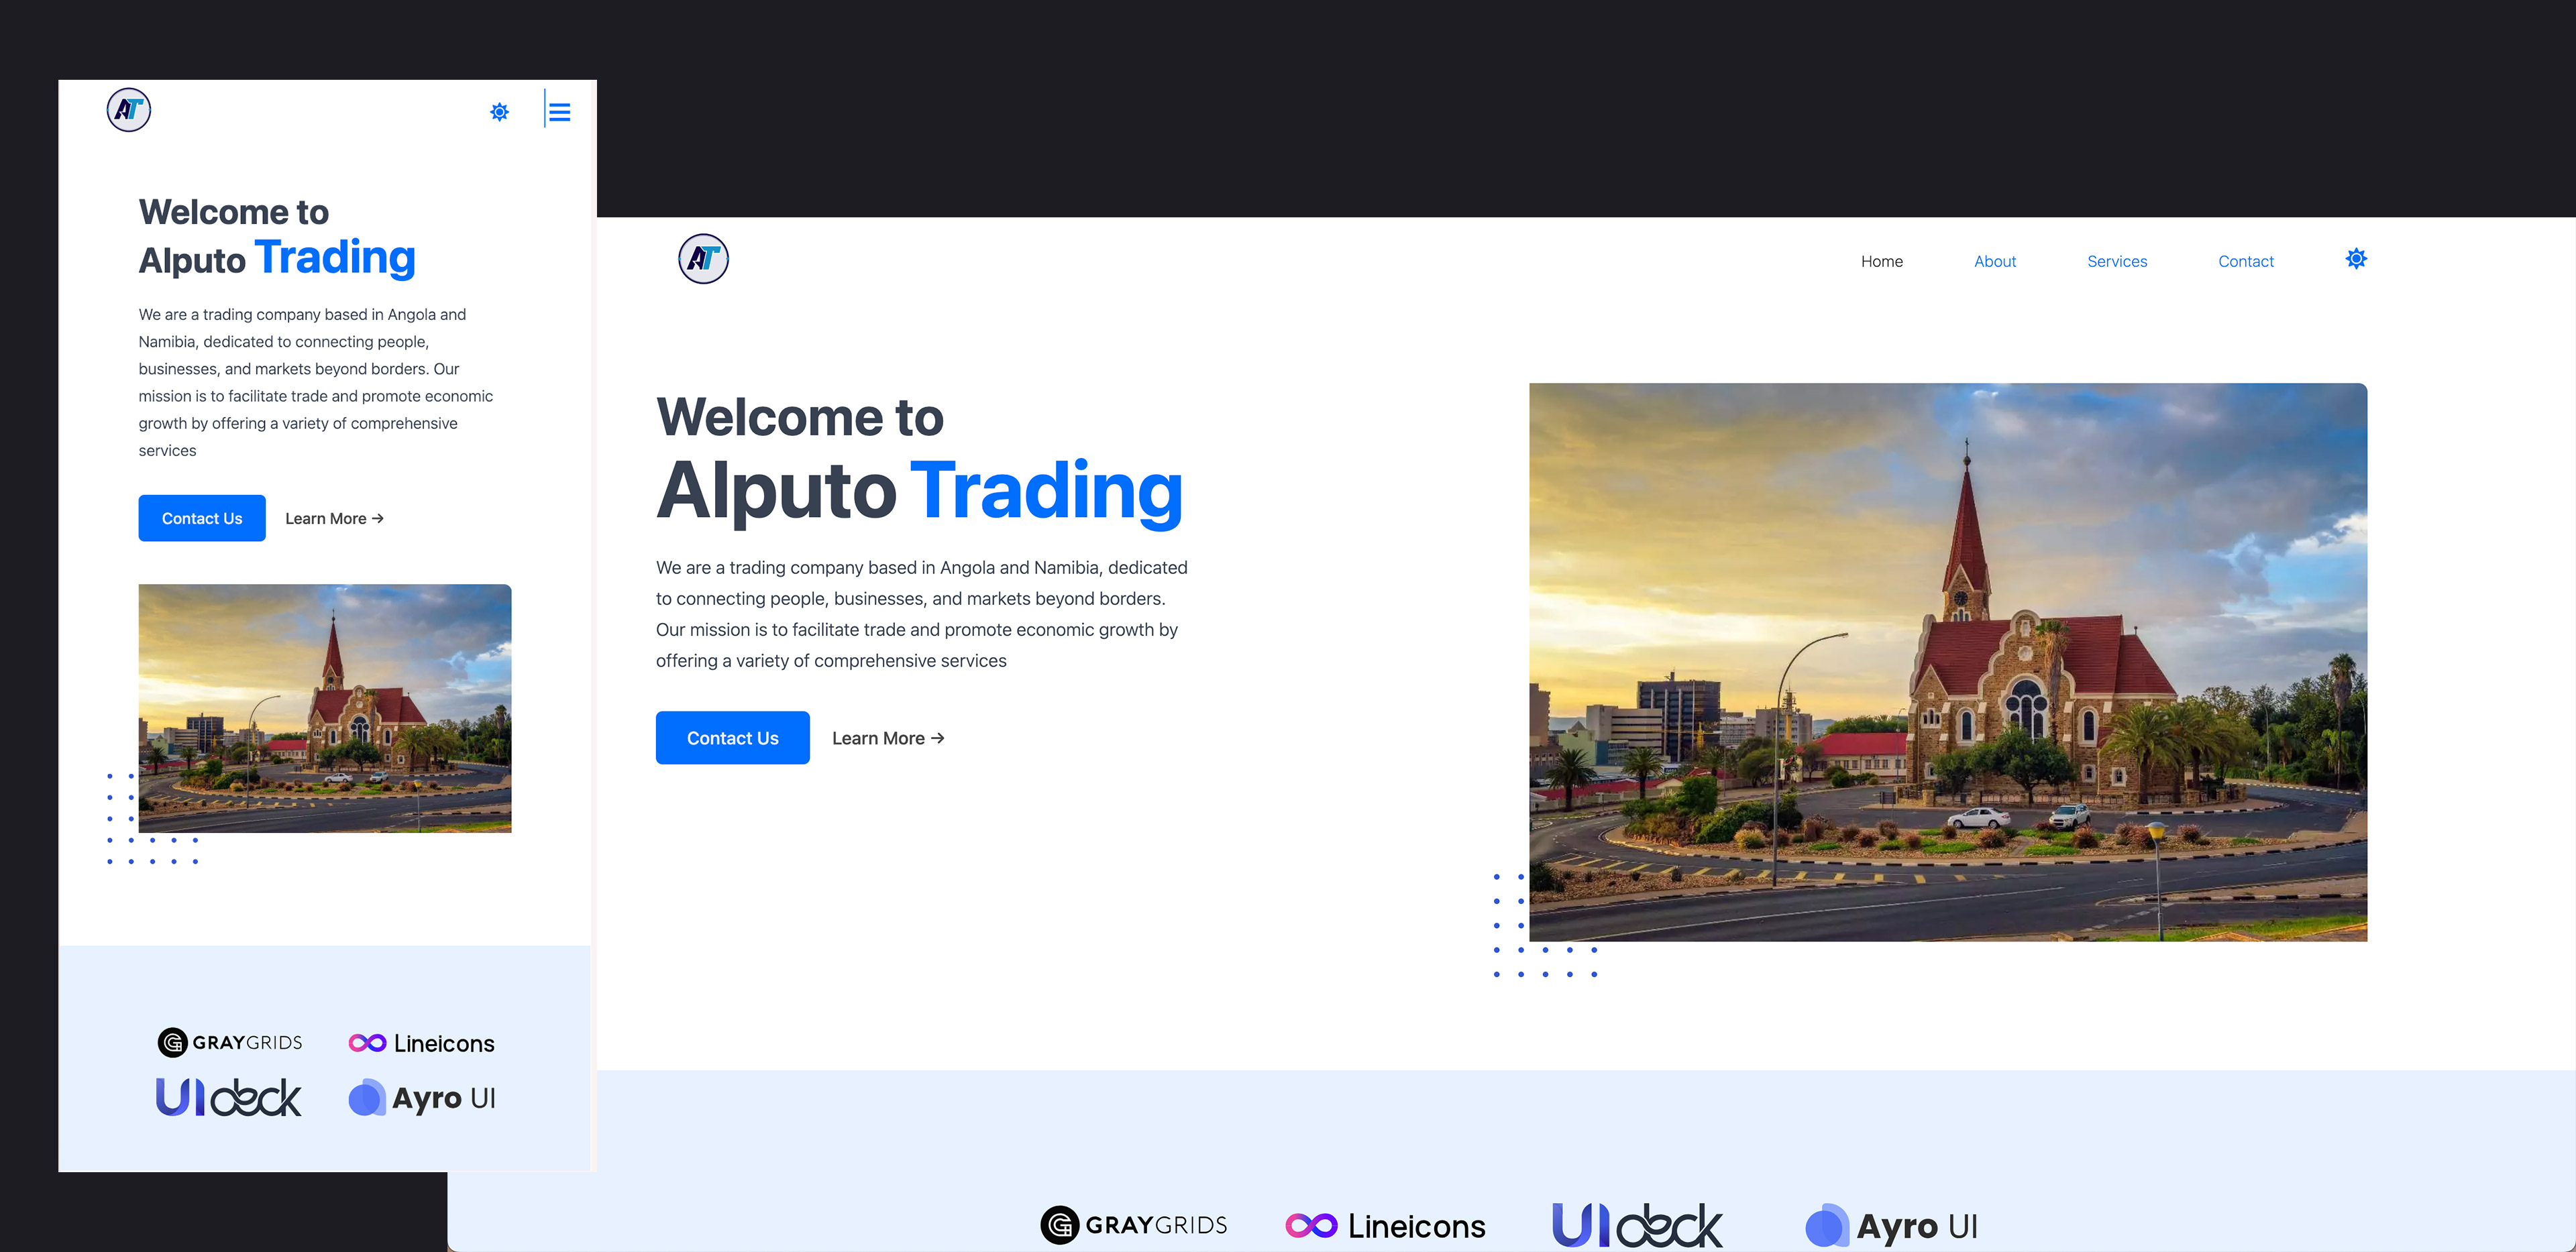 AT
Welcome to
Alputo Trading
We are a trading company based in Angola and
Namibia, dedicated to connecting people,
businesses, and markets beyond borders. Our
mission is to facilitate trade and promote economic
growth by offering a variety of comprehensive
services
Contact Us
Learn More →
GRAYGRIDS
Lineicons
UIdeck
Ayro UI
AT
Home
About
Services
Contact
Welcome to
Alputo Trading
We are a trading company based in Angola and Namibia, dedicated
to connecting people, businesses, and markets beyond borders.
Our mission is to facilitate trade and promote economic growth by
offering a variety of comprehensive services
Contact Us
Learn More →
GRAYGRIDS
Lineicons
UIdeck
Ayro UI